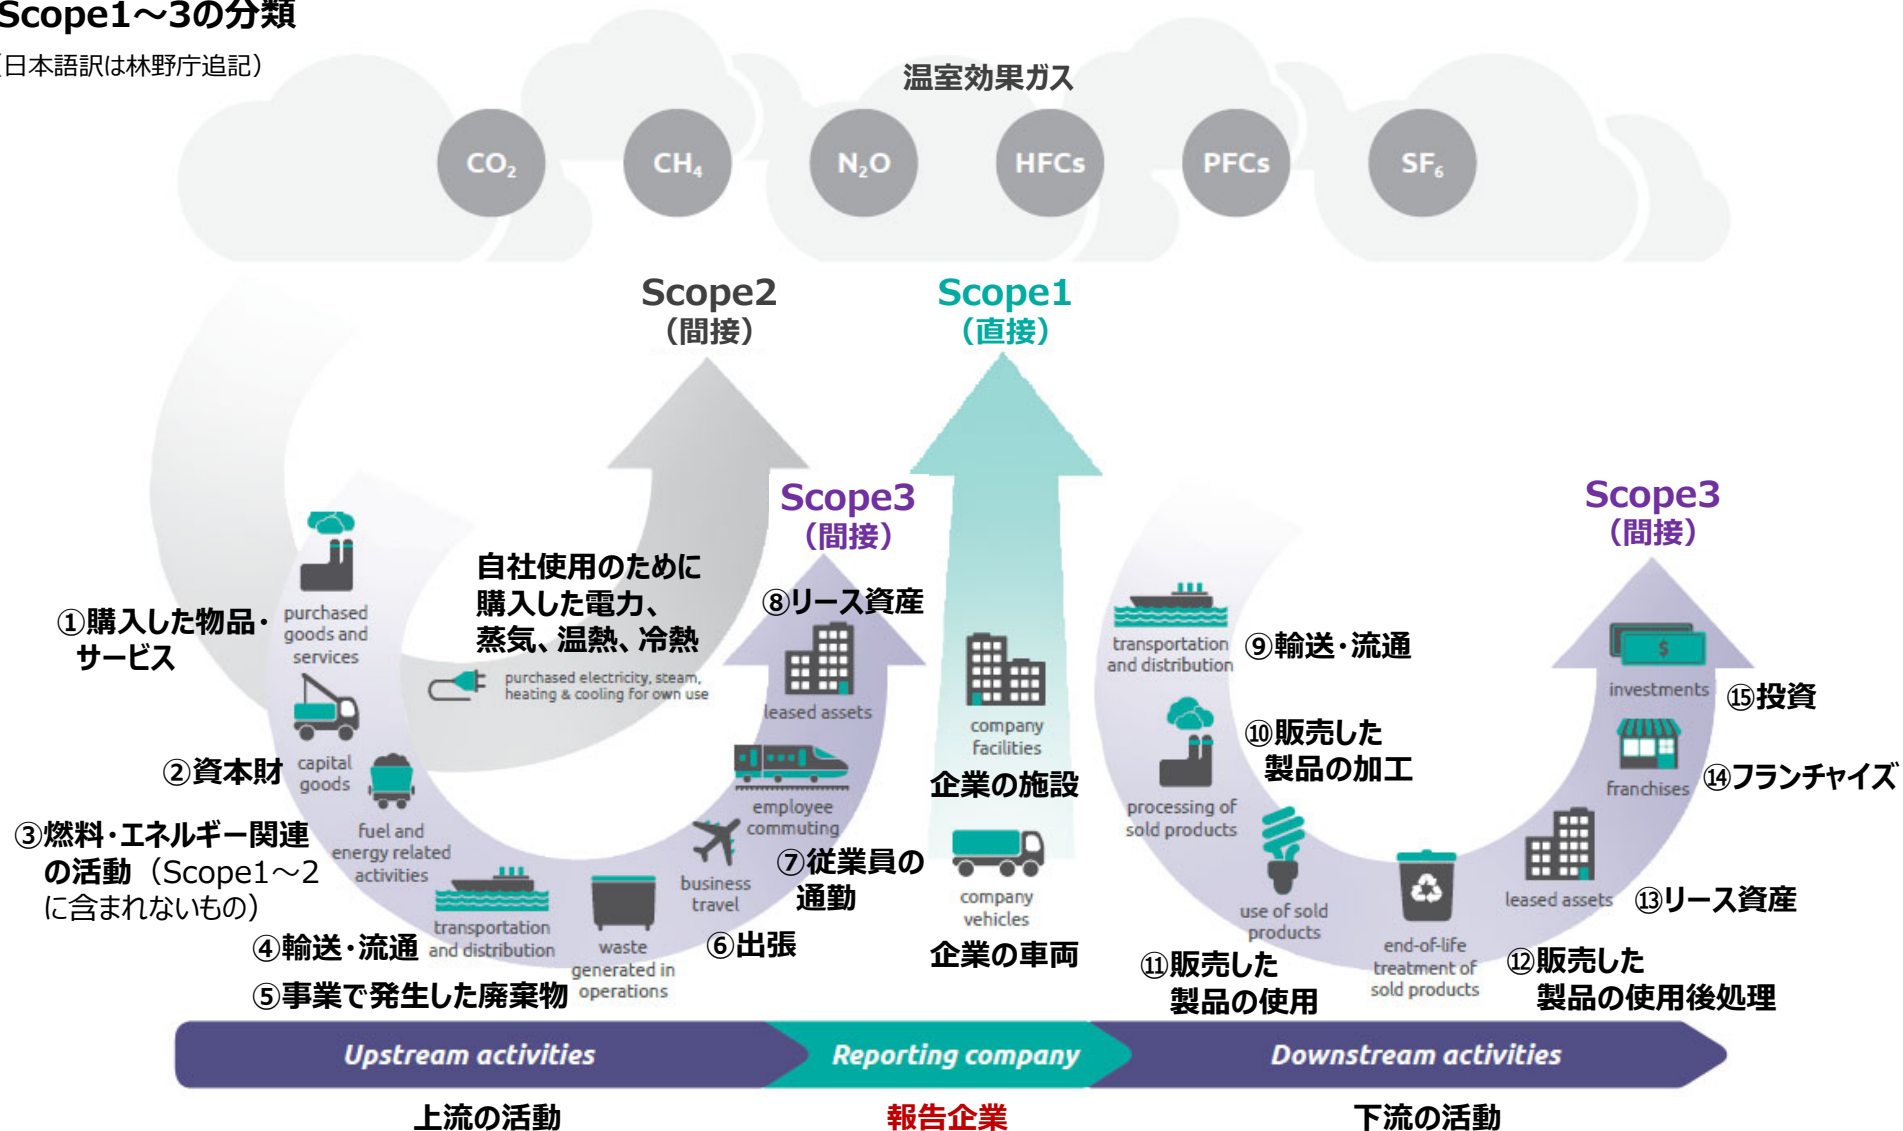 Scope1～3の分類
（日本語訳は林野庁追記）
温室効果ガス
CO₂
CH₄
N₂O
HFCs
PFCs
SF₆
Scope2
（間接）
Scope1
（直接）
Scope3
（間接）
Scope3
（間接）
①購入した物品・
サービス
purchased
goods and
services
②資本財
capital
goods
③燃料・エネルギー関連
の活動（Scope1～2
に含まれないもの）
fuel and
energy related
activities
④輸送・流通
transportation
and distribution
⑤事業で発生した廃棄物
waste
generated in
operations
⑥出張
business
travel
⑦従業員の
通勤
employee
commuting
⑧リース資産
leased assets
自社使用のために
購入した電力、
蒸気、温熱、冷熱
purchased electricity, steam,
heating & cooling for own use
company
facilities
企業の施設
company
vehicles
企業の車両
transportation
and distribution
⑨輸送・流通
processing of
sold products
⑩販売した
製品の加工
use of sold
products
⑪販売した
製品の使用
end-of-life
treatment of
sold products
⑫販売した
製品の使用後処理
leased assets
⑬リース資産
franchises
⑭フランチャイズ
$
investments
⑮投資
Upstream activities
Reporting company
Downstream activities
上流の活動
報告企業
下流の活動